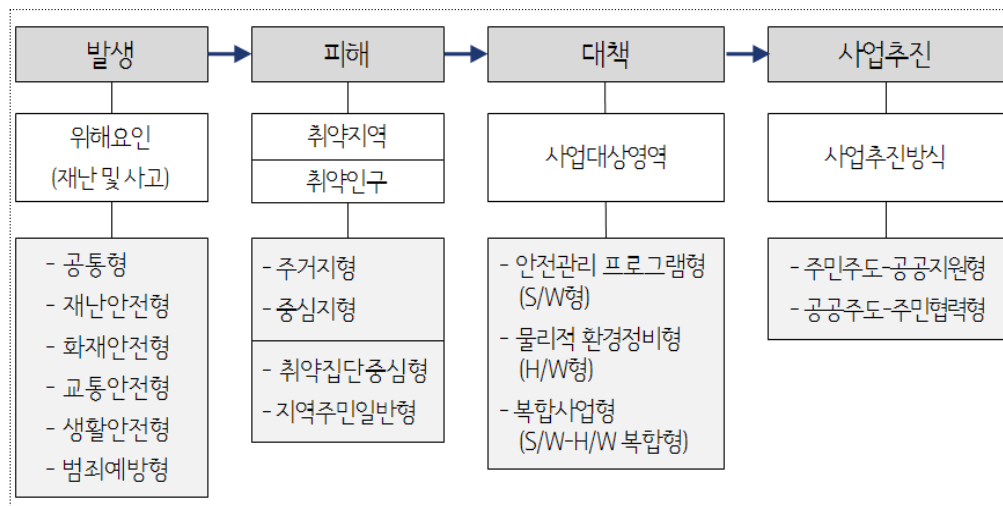 발생
피해
대책
사업추진
위해요인
(재난 및 사고)
취약지역
취약인구
사업대상영역
사업추진방식
- 공통형
- 재난안전형
- 화재안전형
- 교통안전형
- 생활안전형
- 범죄예방형
- 주거지형
- 중심지형
- 취약집단중심형
- 지역주민일반형
- 안전관리 프로그램형
(S/W형)
- 물리적 환경정비형
(H/W형)
- 복합사업형
(S/W-H/W 복합형)
- 주민주도-공공지원형
- 공공주도-주민협력형